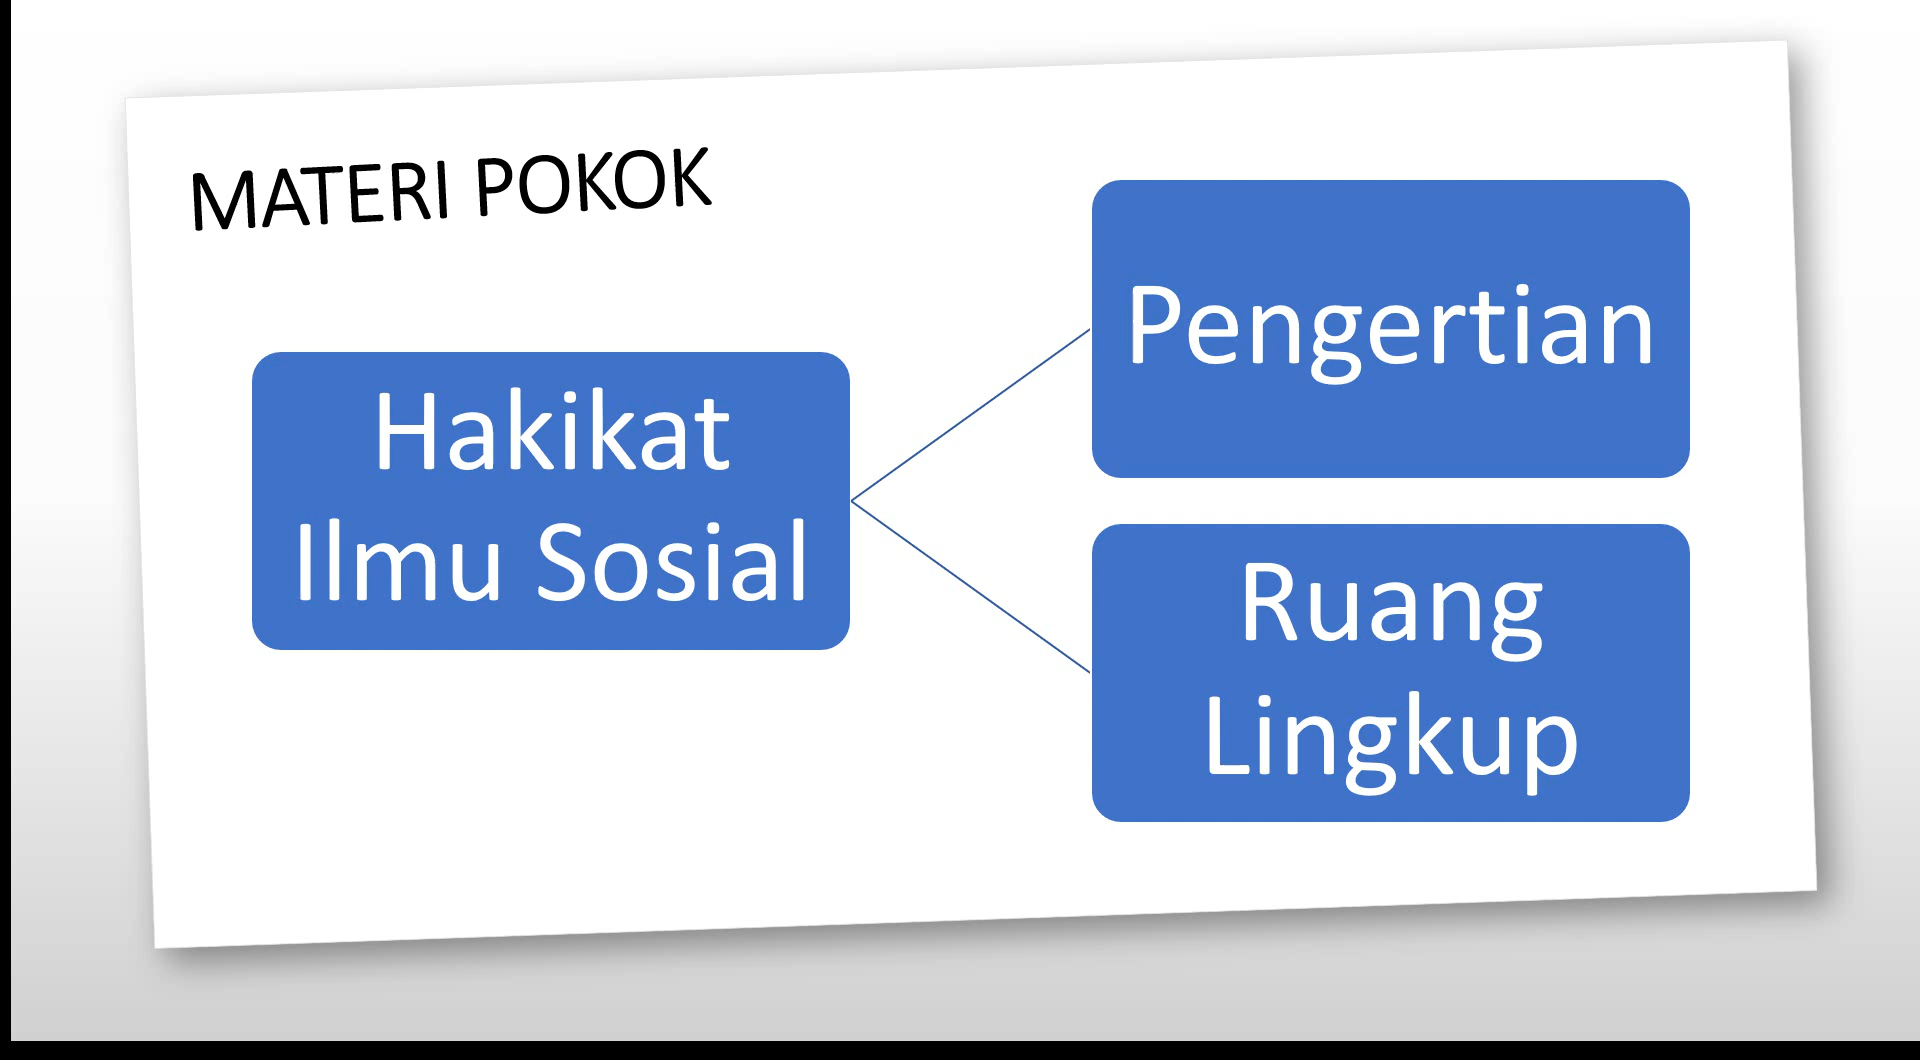 MATERI POKOK
Hakikat
Ilmu Sosial
Pengertian
Ruang
Lingkup